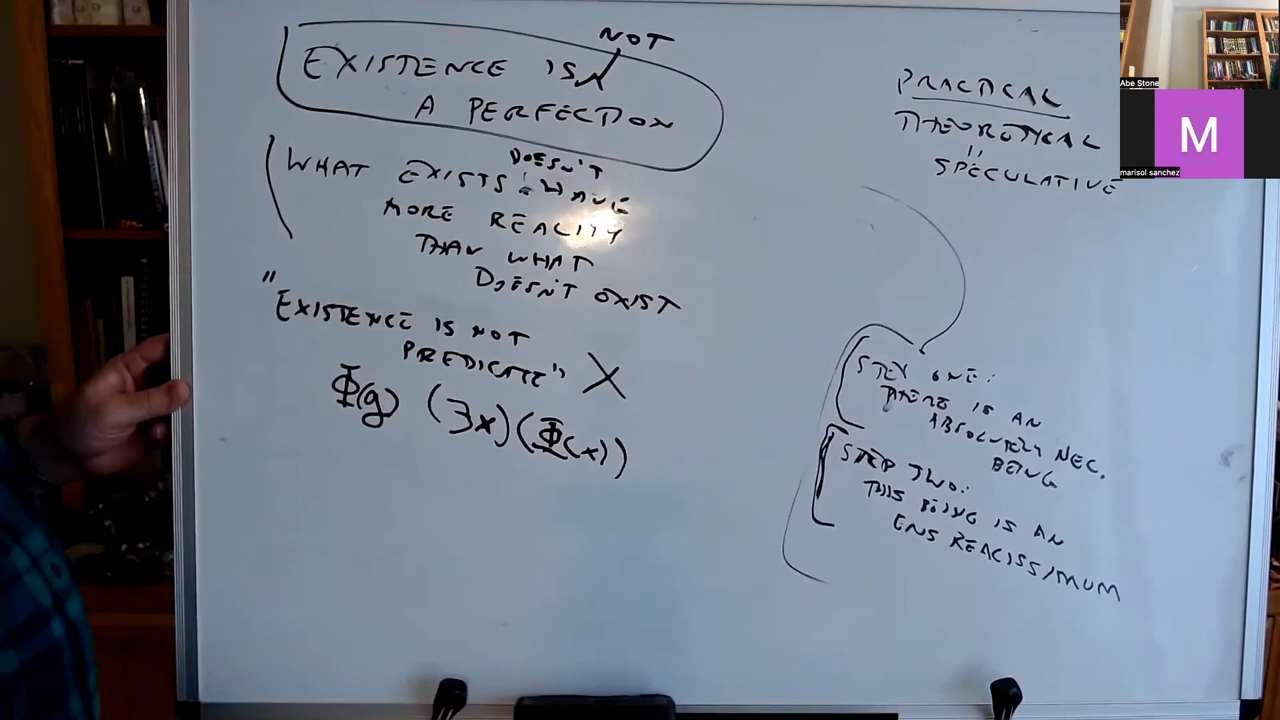 NOT
EXISTENCE IS
A PERFECTION
WHAT EXISTS DOESN'T HAVE
MORE REALITY
THAN WHAT
DOESN'T EXIST
"EXISTENCE IS NOT
PREDICATE" X
Φ(g) (∃x)(Φ(x))
PRACTICAL
THEORETICAL
"
SPECULATIVE
STEP ONE:
THERE IS AN
ABSOLUTELY NEC.
BEING
STEP TWO:
THIS BEING IS AN
ENS REALISSIMUM
Abe Stone
M
marisol sanchez